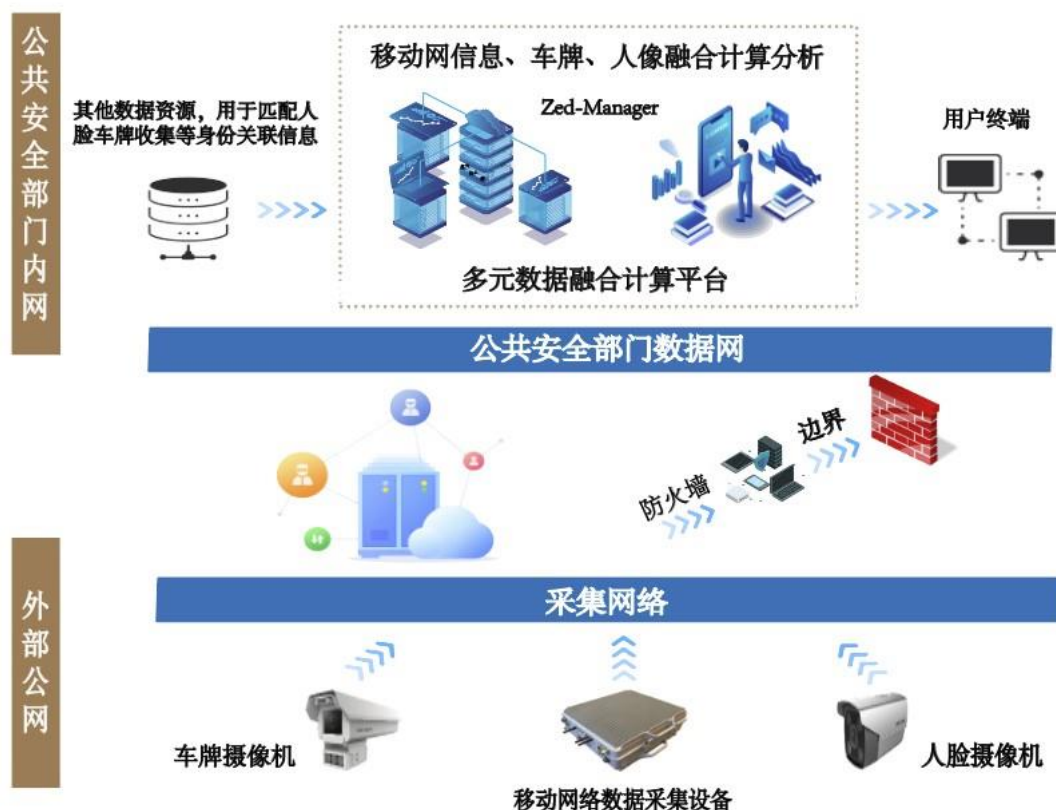 公共安全部门内网
移动网信息、车牌、人像融合计算分析
其他数据资源，用于匹配人
脸车牌收集等身份关联信息
Zed-Manager
用户终端
多元数据融合计算平台
公共安全部门数据网
防火墙
边界
外部公网
采集网络
车牌摄像机
人脸摄像机
移动网络数据采集设备